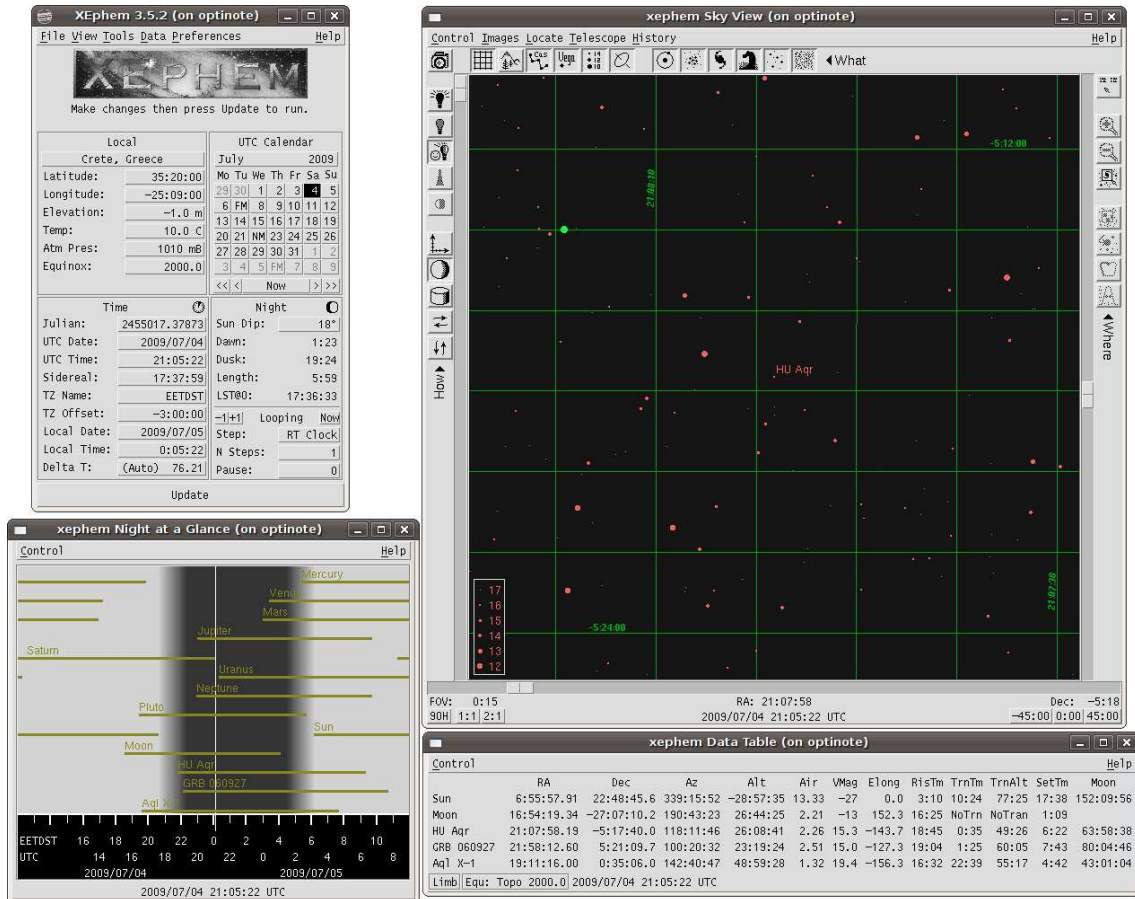 XEphem 3.5.2 (on optinote)
File View Tools Data Preferences Help
XEPHEM
Make changes then press Update to run.
Local
Crete, Greece
Latitude: 35:20:00
Longitude: -25:09:00
Elevation: -1.0 m
Temp: 10.0 C
Atm Pres: 1010 mB
Equinox: 2000.0
UTC Calendar
July 2009
Mo Tu We Th Fr Sa Su
29 30 1 2 3 4 5
6 FM 8 9 10 11 12
13 14 15 16 17 18 19
20 21 NM 23 24 25 26
27 28 29 30 31 1 2
3 4 5 FM 7 8 9
<< < Now > >>
Time
Julian: 2455017.37873
UTC Date: 2009/07/04
UTC Time: 21:05:22
Sidereal: 17:37:59
TZ Name: EETDST
TZ Offset: -3:00:00
Local Date: 2009/07/05
Local Time: 0:05:22
Delta T: (Auto) 76.21
Night
Sun Dip: 18°
Dawn: 1:23
Dusk: 19:24
Length: 5:59
LST@0: 17:36:33
-1 +1 Looping Now
Step: RT Clock
N Steps: 1
Pause: 0
Update
xephem Sky View (on optinote)
Control Images Locate Telescope History Help
Cas
Vega
What
How
Where
-5:12:00
21:08:10
HU Aqr
21:07:30
-5:24:00
17
16
15
14
13
12
FOV: 0:15 RA: 21:07:58 Dec: -5:18
90H 1:1 2:1 2009/07/04 21:05:22 UTC -45:00 0:00 45:00
xephem Night at a Glance (on optinote)
Control Help
Mercury
Venus
Mars
Jupiter
Saturn
Uranus
Neptune
Pluto
Sun
Moon
HU Aqr
GRB 060927
Aql X-1
EETDST 16 18 20 22 0 2 4 6 8 10
UTC 14 16 18 20 22 0 2 4 6 8
2009/07/04 2009/07/05
2009/07/04 21:05:22 UTC
xephem Data Table (on optinote)
Control Help
RA Dec Az Alt Air VMag Elong RisTm TrnTm TrnAlt SetTm Moon
Sun 6:55:57.91 22:48:45.6 339:15:52 -28:57:35 13.33 -27 0.0 3:10 10:24 77:25 17:38 152:09:56
Moon 16:54:19.34 -27:07:10.2 190:43:23 26:44:25 2.21 -13 152.3 16:25 NoTrn NoTran 1:09
HU Aqr 21:07:58.19 -5:17:40.0 118:11:46 26:08:41 2.26 15.3 -143.7 18:45 0:35 49:26 6:22 63:58:38
GRB 060927 21:58:12.60 5:21:09.7 100:20:32 23:19:24 2.51 15.0 -127.3 19:04 1:25 60:05 7:43 80:04:46
Aql X-1 19:11:16.00 0:35:06.0 142:40:47 48:59:28 1.32 19.4 -156.3 16:32 22:39 55:17 4:42 43:01:04
Limb Equ: Topo 2000.0 2009/07/04 21:05:22 UTC